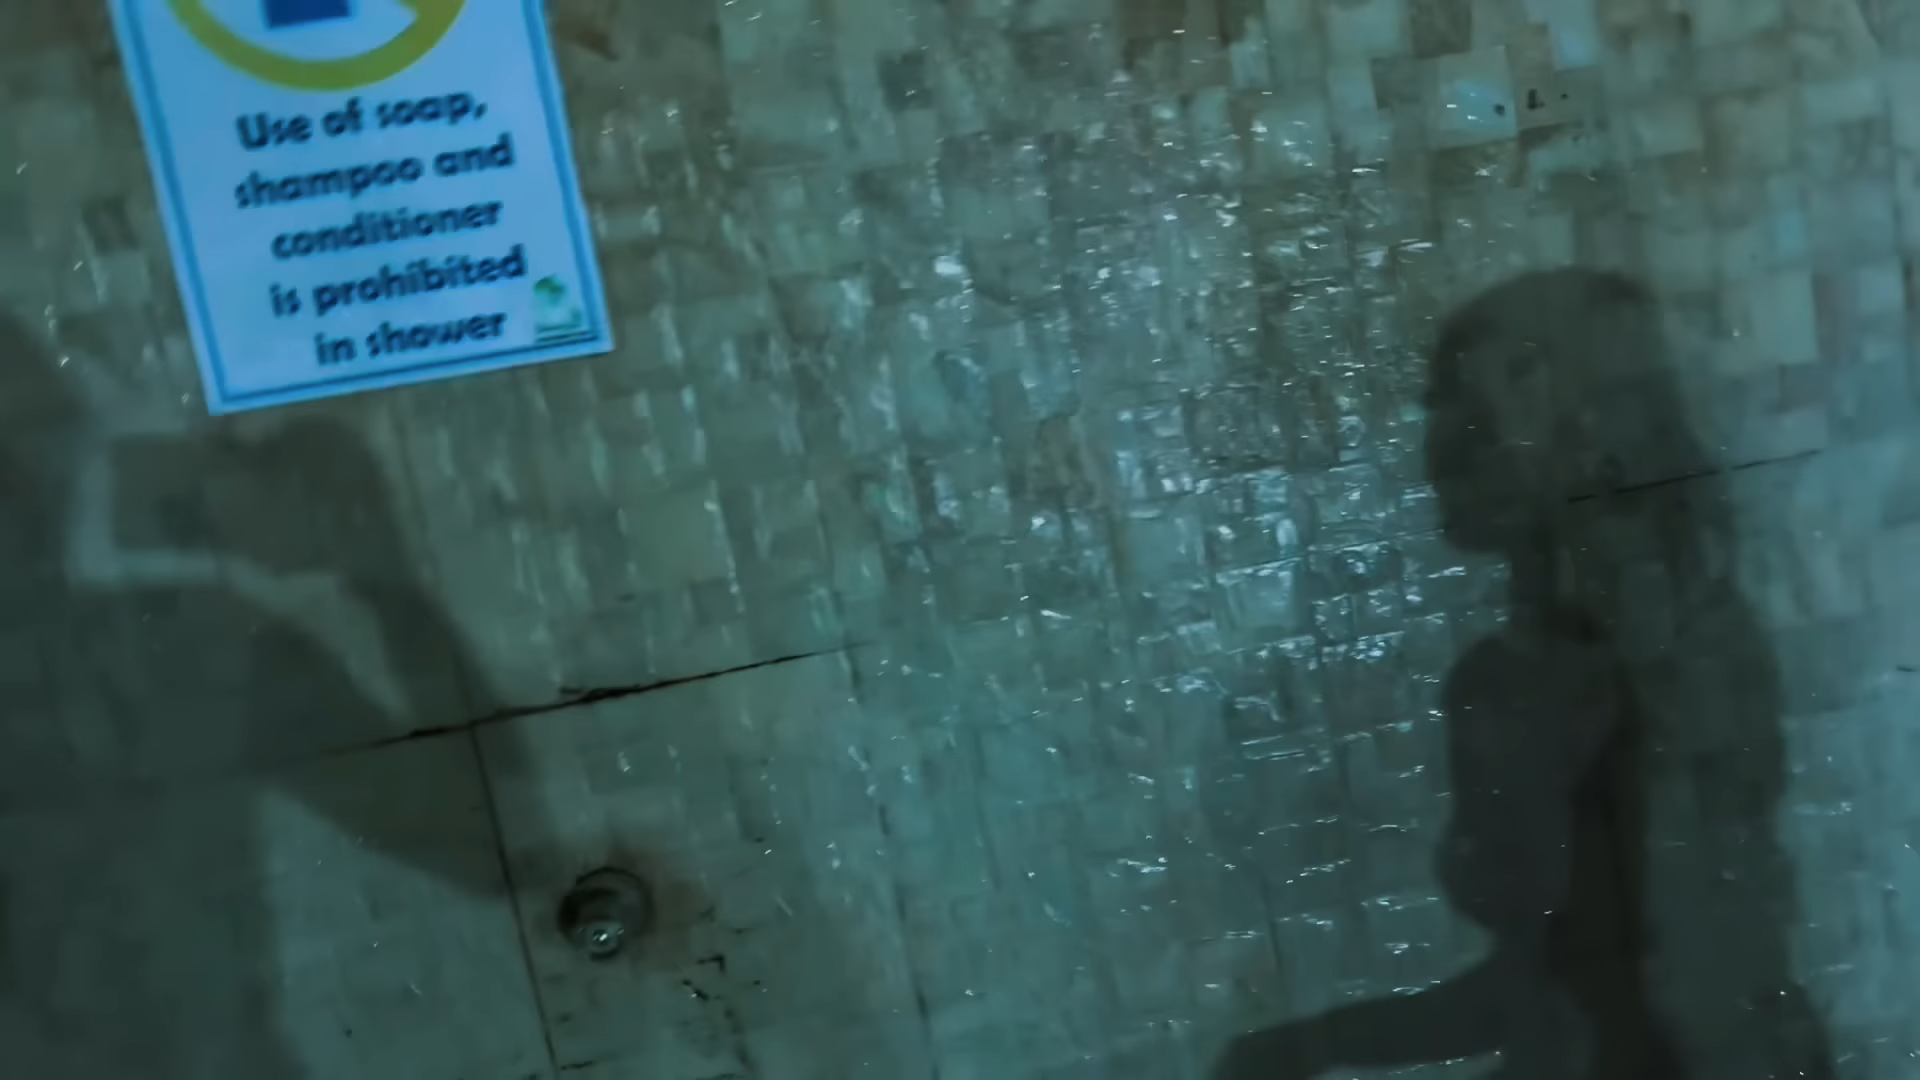 Use of soap,
shampoo and
conditioner
is prohibited
in shower